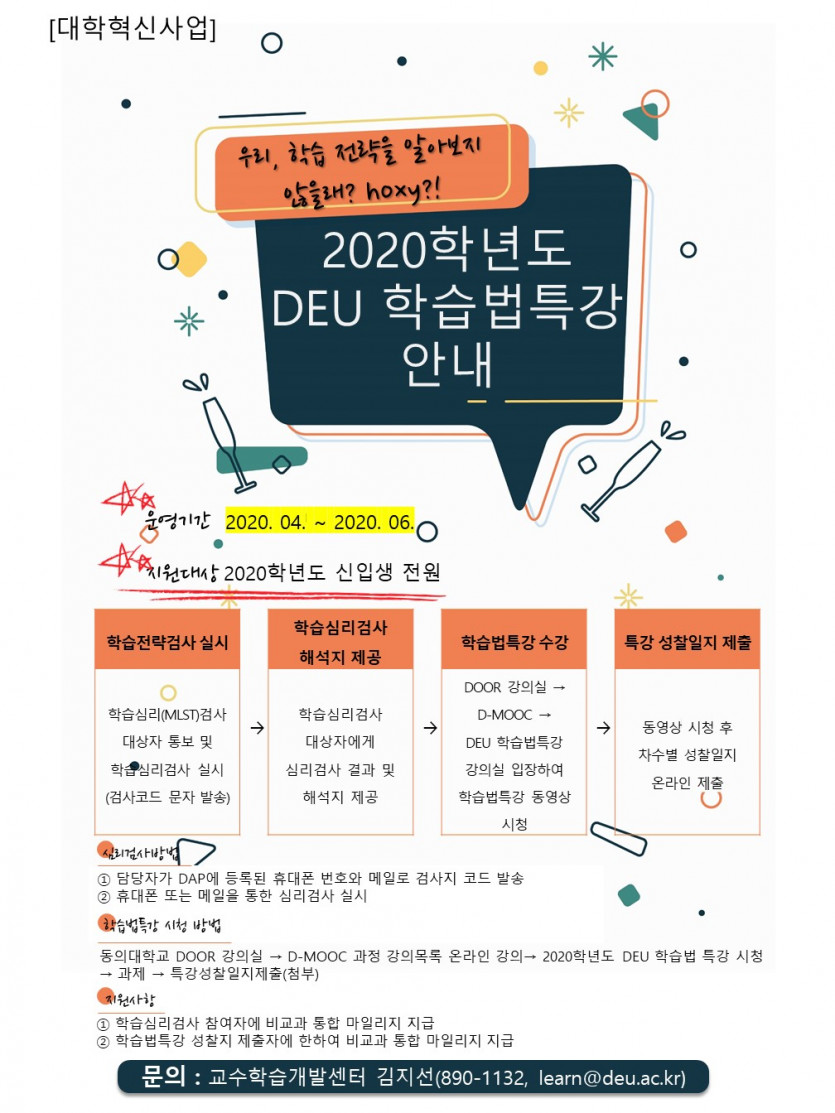 [대학혁신사업]
우리, 학습 전략을 알아보지
않을래? hoxy?!
2020학년도
DEU 학습법특강
안내
운영기간 2020. 04. ~ 2020. 06.
지원대상 2020학년도 신입생 전원
학습전략검사 실시
학습심리(MLST)검사
대상자 통보 및
학습심리검사 실시
(검사코드 문자 발송)
→
학습심리검사
해석지 제공
학습심리검사
대상자에게
심리검사 결과 및
해석지 제공
→
학습법특강 수강
DOOR 강의실 →
D-MOOC →
DEU 학습법특강
강의실 입장하여
학습법특강 동영상
시청
→
특강 성찰일지 제출
동영상 시청 후
차수별 성찰일지
온라인 제출
심리검사방법
① 담당자가 DAP에 등록된 휴대폰 번호와 메일로 검사지 코드 발송
② 휴대폰 또는 메일을 통한 심리검사 실시
학습법특강 시청 방법
동의대학교 DOOR 강의실 → D-MOOC 과정 강의목록 온라인 강의→ 2020학년도 DEU 학습법 특강 시청
→ 과제 → 특강성찰일지제출(첨부)
지원사항
① 학습심리검사 참여자에 비교과 통합 마일리지 지급
② 학습법특강 성찰지 제출자에 한하여 비교과 통합 마일리지 지급
문의 : 교수학습개발센터 김지선(890-1132, learn@deu.ac.kr)